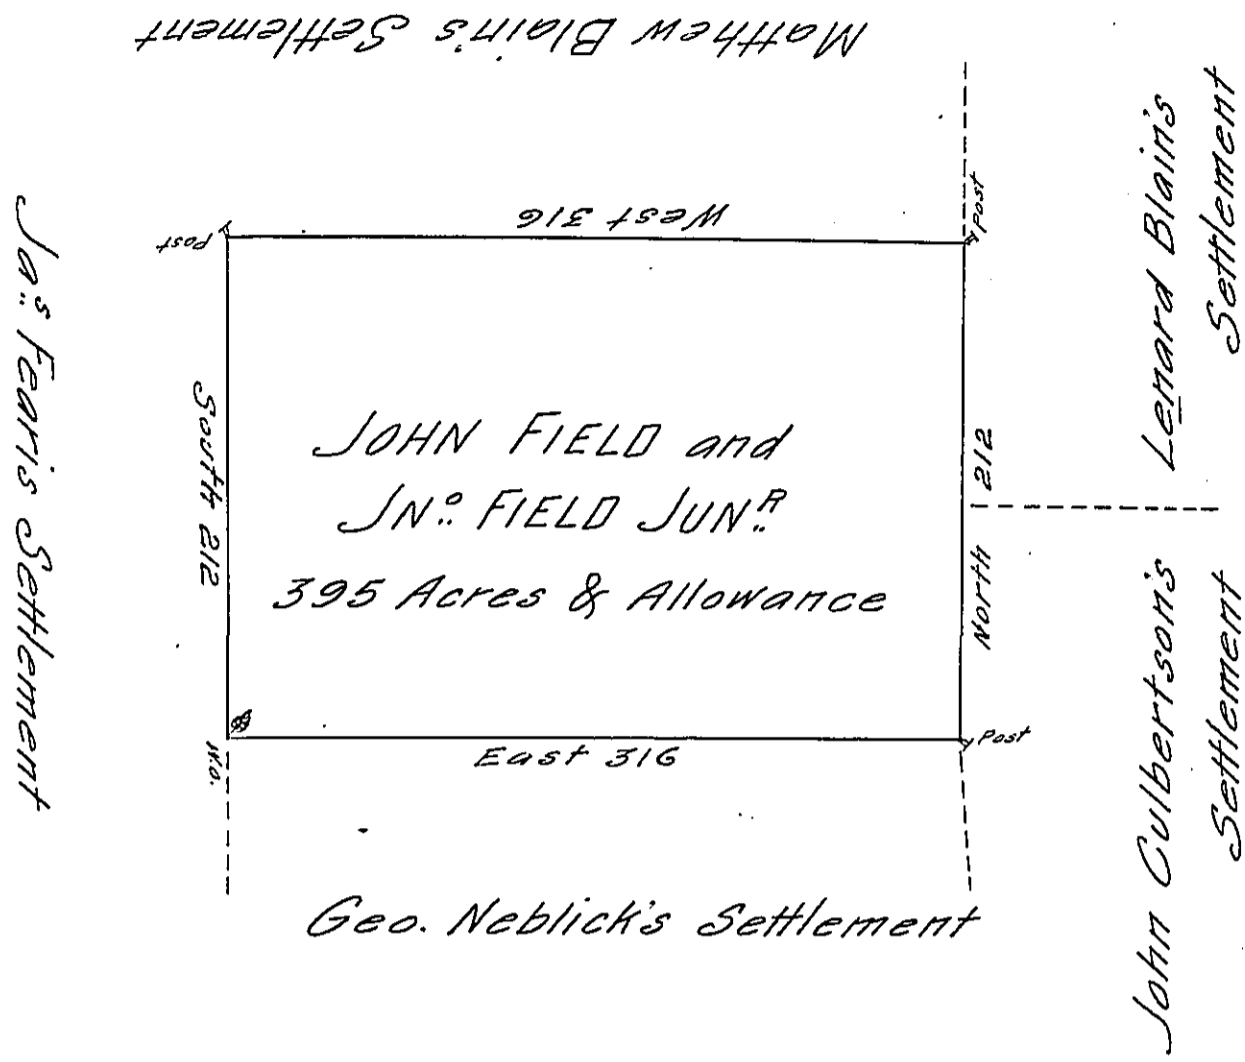 Matthew Blain's Settlement
West 316
Post
Post
Lenard Blain's
Settlement
Ja.s Fearis Settlement
South 212
JOHN FIELD and
JN.o FIELD JUN.R
395 Acres & Allowance
North 212
W.O.
East 316
Post
John Culbertson's
Settlement
Geo. Neblick's Settlement